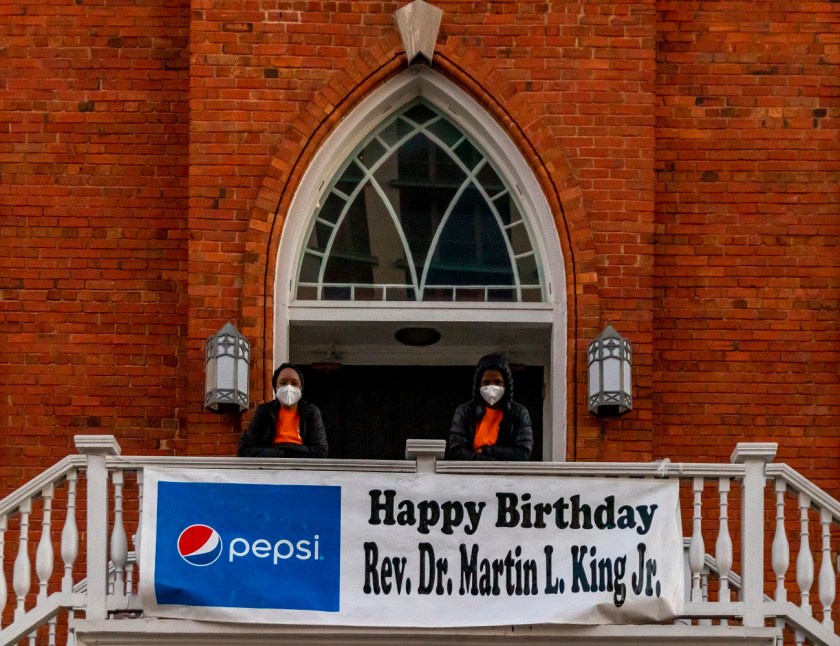 pepsi
Happy Birthday
Rev. Dr. Martin L. King Jr.